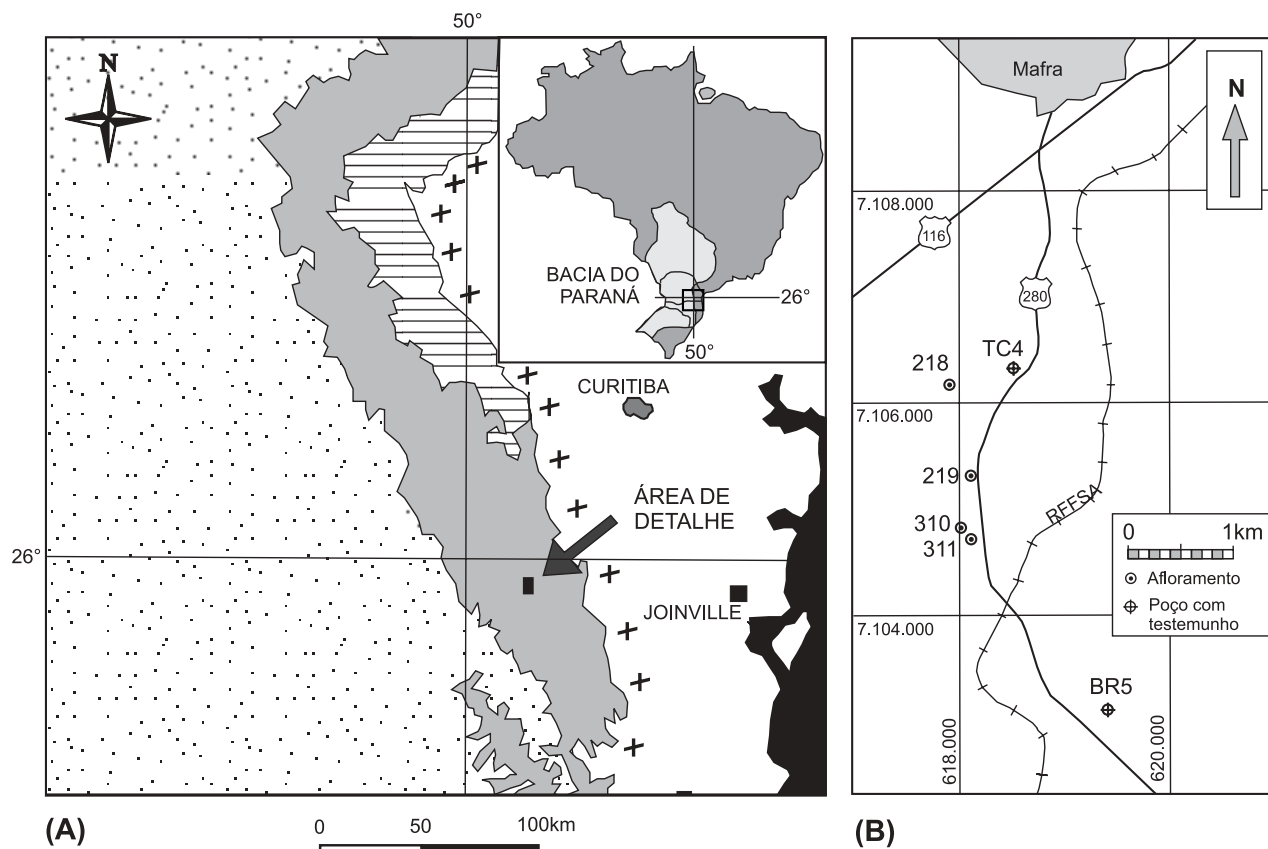 50°
N
BACIA DO
PARANÁ
26°
50°
CURITIBA
ÁREA DE
DETALHE
26°
JOINVILLE
(A)
0 50 100km
Mafra
N
7.108.000
116
280
TC4
218
7.106.000
219
310
311
RFFSA
0 1km
Afloramento
Poço com
testemunho
7.104.000
BR5
618.000
620.000
(B)